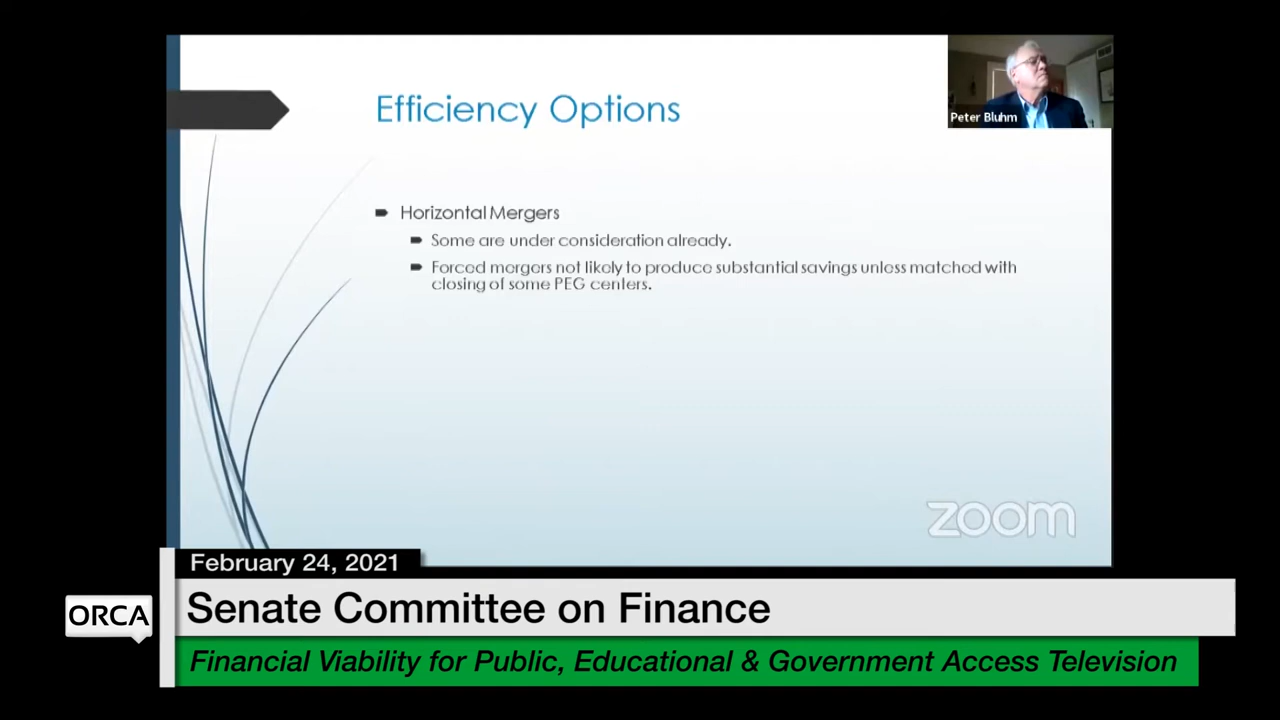 Efficiency Options
Peter Bluhm
Horizontal Mergers
Some are under consideration already.
Forced mergers not likely to produce substantial savings unless matched with
closing of some PEG centers.
zoom
February 24, 2021
ORCA
Senate Committee on Finance
Financial Viability for Public, Educational & Government Access Television